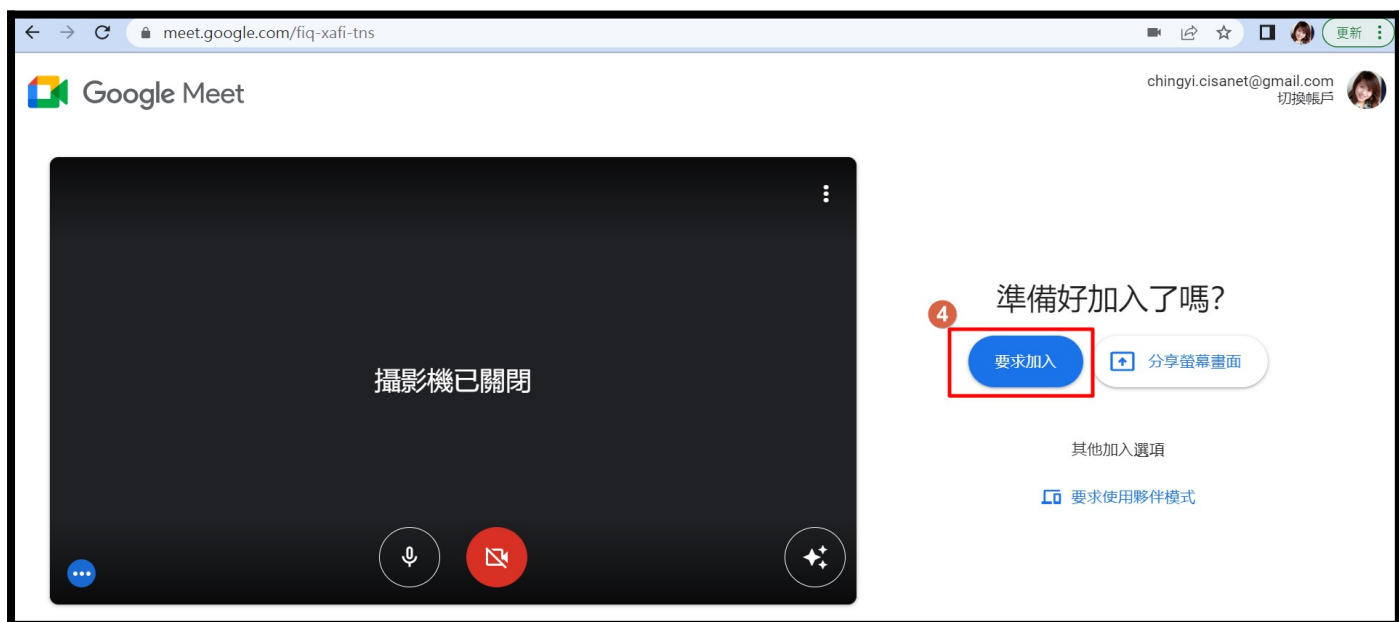 meet.google.com/fiq-xafi-tns
更新
Google Meet
chingyi.cisanet@gmail.com
切換帳戶
準備好加入了嗎?
4
要求加入
分享螢幕畫面
攝影機已關閉
其他加入選項
要求使用夥伴模式